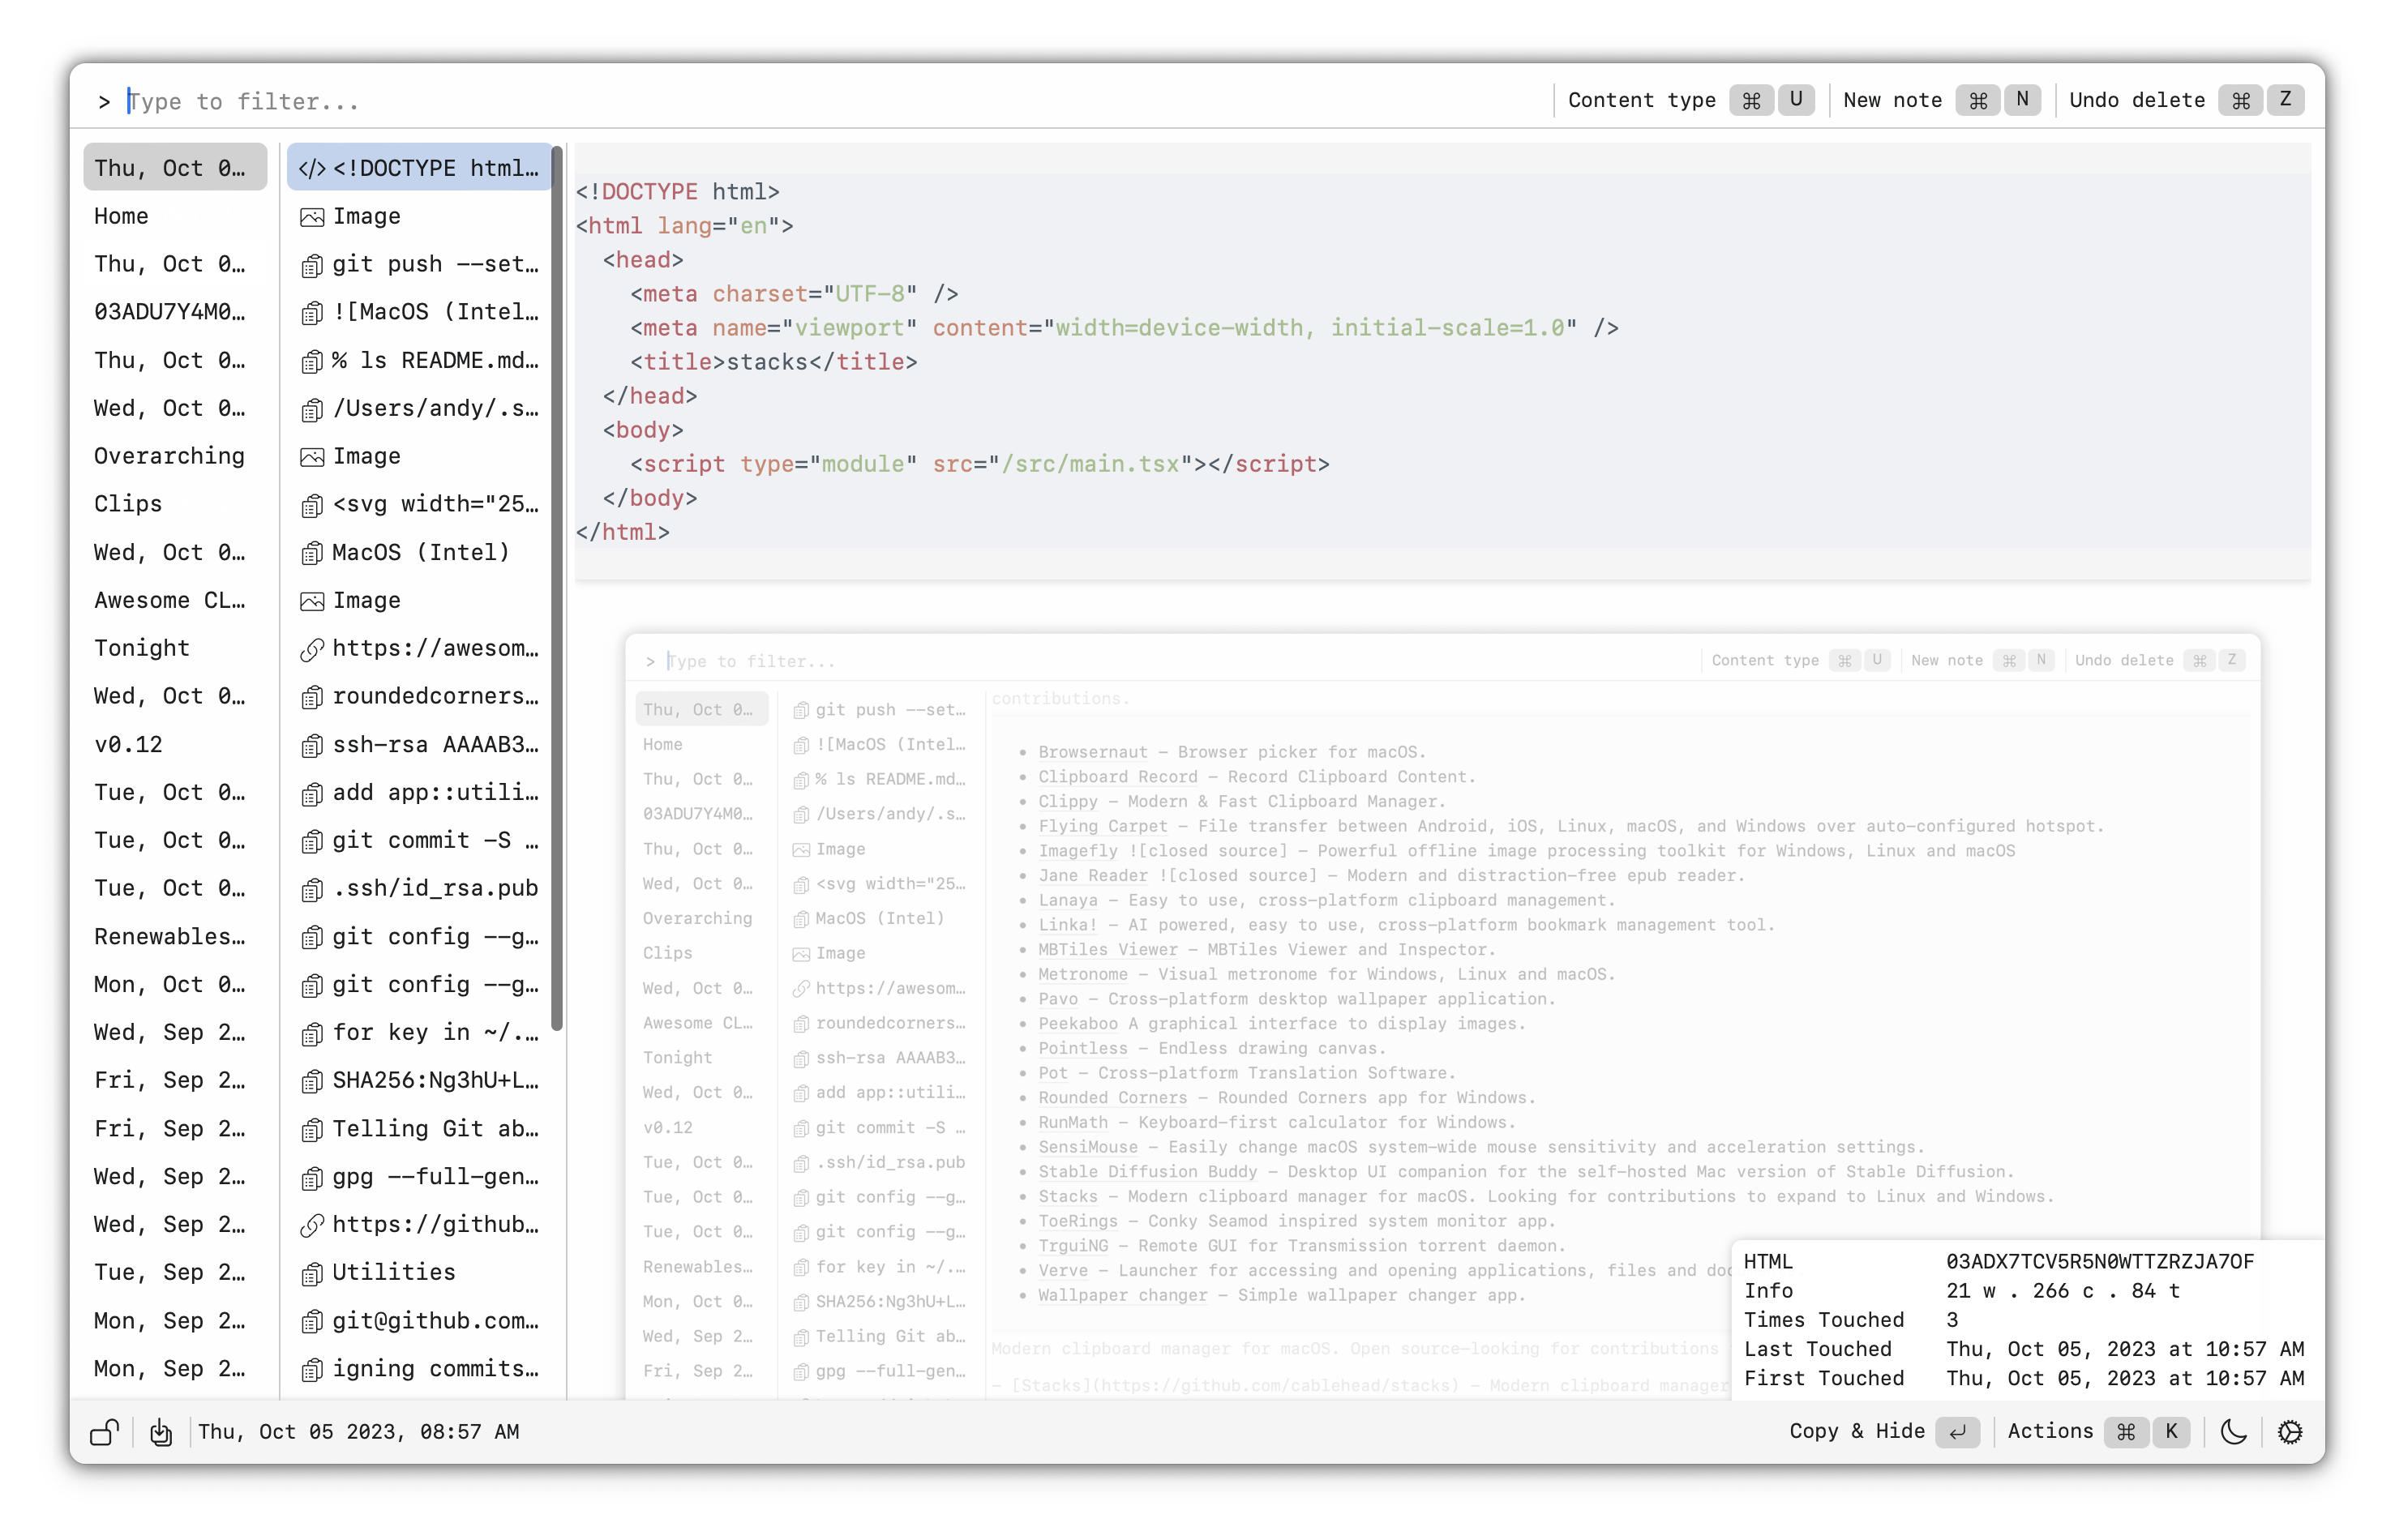 > Type to filter...
Content type ⌘ U
New note ⌘ N
Undo delete ⌘ Z
Thu, Oct 0…
Home
Thu, Oct 0…
03ADU7Y4M0…
Thu, Oct 0…
Wed, Oct 0…
Overarching
Clips
Wed, Oct 0…
Awesome CL…
Tonight
Wed, Oct 0…
v0.12
Tue, Oct 0…
Tue, Oct 0…
Tue, Oct 0…
Renewables…
Mon, Oct 0…
Wed, Sep 2…
Fri, Sep 2…
Fri, Sep 2…
Wed, Sep 2…
Wed, Sep 2…
Tue, Sep 2…
Mon, Sep 2…
Mon, Sep 2…
</> <!DOCTYPE html…
Image
git push --set…
![MacOS (Intel…
% ls README.md…
/Users/andy/.s…
Image
<svg width="25…
MacOS (Intel)
Image
https://awesom…
roundedcorners…
ssh-rsa AAAAB3…
add app::utili…
git commit -S …
.ssh/id_rsa.pub
git config --g…
git config --g…
for key in ~/.…
SHA256:Ng3hU+L…
Telling Git ab…
gpg --full-gen…
https://github…
Utilities
git@github.com…
igning commits…
<!DOCTYPE html>
<html lang="en">
<head>
<meta charset="UTF-8" />
<meta name="viewport" content="width=device-width, initial-scale=1.0" />
<title>stacks</title>
</head>
<body>
<script type="module" src="/src/main.tsx"></script>
</body>
</html>
> Type to filter...
Content type ⌘ U
New note ⌘ N
Undo delete ⌘ Z
Thu, Oct 0…
Home
Thu, Oct 0…
03ADU7Y4M0…
Thu, Oct 0…
Wed, Oct 0…
Overarching
Clips
Wed, Oct 0…
Awesome CL…
Tonight
Wed, Oct 0…
v0.12
Tue, Oct 0…
Tue, Oct 0…
Tue, Oct 0…
Renewables…
Mon, Oct 0…
Wed, Sep 2…
Fri, Sep 2…
git push --set…
![MacOS (Intel…
% ls README.md…
/Users/andy/.s…
Image
<svg width="25…
MacOS (Intel)
Image
https://awesom…
roundedcorners…
ssh-rsa AAAAB3…
add app::utili…
git commit -S …
.ssh/id_rsa.pub
git config --g…
git config --g…
for key in ~/.…
SHA256:Ng3hU+L…
Telling Git ab…
gpg --full-gen…
contributions.
• Browsernaut - Browser picker for macOS.
• Clipboard Record - Record Clipboard Content.
• Clippy - Modern & Fast Clipboard Manager.
• Flying Carpet - File transfer between Android, iOS, Linux, macOS, and Windows over auto-configured hotspot.
• Imagefly ![closed source] - Powerful offline image processing toolkit for Windows, Linux and macOS
• Jane Reader ![closed source] - Modern and distraction-free epub reader.
• Lanaya - Easy to use, cross-platform clipboard management.
• Linka! - AI powered, easy to use, cross-platform bookmark management tool.
• MBTiles Viewer - MBTiles Viewer and Inspector.
• Metronome - Visual metronome for Windows, Linux and macOS.
• Pavo - Cross-platform desktop wallpaper application.
• Peekaboo A graphical interface to display images.
• Pointless - Endless drawing canvas.
• Pot - Cross-platform Translation Software.
• Rounded Corners - Rounded Corners app for Windows.
• RunMath - Keyboard-first calculator for Windows.
• SensiMouse - Easily change macOS system-wide mouse sensitivity and acceleration settings.
• Stable Diffusion Buddy - Desktop UI companion for the self-hosted Mac version of Stable Diffusion.
• Stacks - Modern clipboard manager for macOS. Looking for contributions to expand to Linux and Windows.
• ToeRings - Conky Seamod inspired system monitor app.
• TrguiNG - Remote GUI for Transmission torrent daemon.
• Verve - Launcher for accessing and opening applications, files and doc
• Wallpaper changer - Simple wallpaper changer app.
Modern clipboard manager for macOS. Open source—looking for contributions
- [Stacks](https://github.com/cablehead/stacks) - Modern clipboard manager
HTML 03ADX7TCV5R5N0WTTZRZJA7OF
Info 21 w . 266 c . 84 t
Times Touched 3
Last Touched Thu, Oct 05, 2023 at 10:57 AM
First Touched Thu, Oct 05, 2023 at 10:57 AM
Thu, Oct 05 2023, 08:57 AM
Copy & Hide ↵
Actions ⌘ K